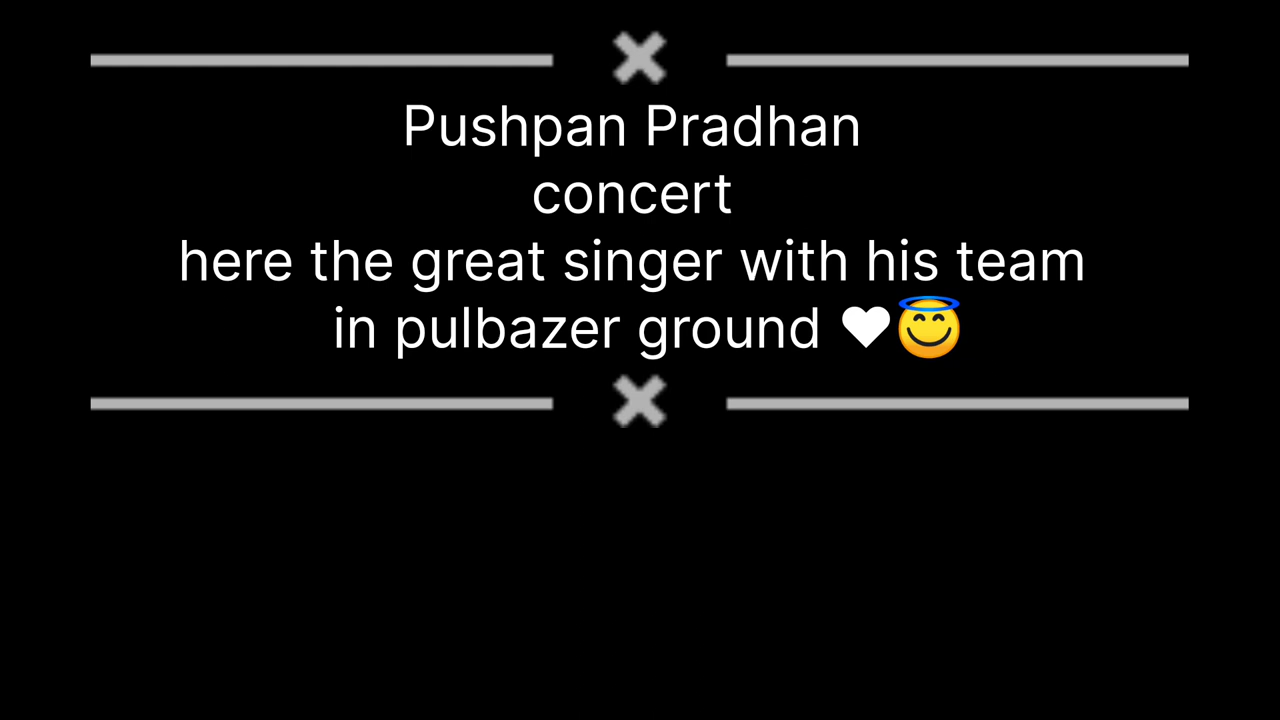 Pushpan Pradhan
concert
here the great singer with his team
in pulbazer ground ♥😇